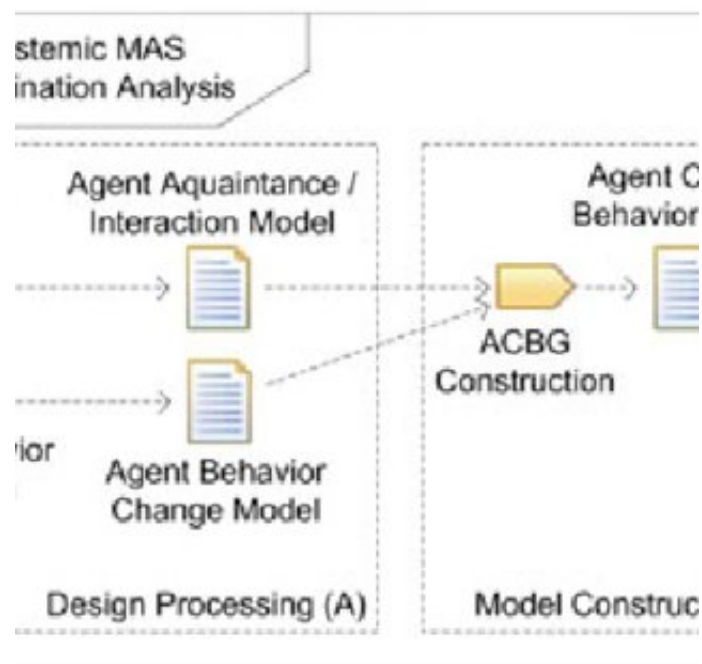 stemic MAS
ination Analysis
Agent Aquaintance /
Interaction Model
Agent C
Behavior
ACBG
Construction
ior
Agent Behavior
Change Model
Design Processing (A)
Model Construc